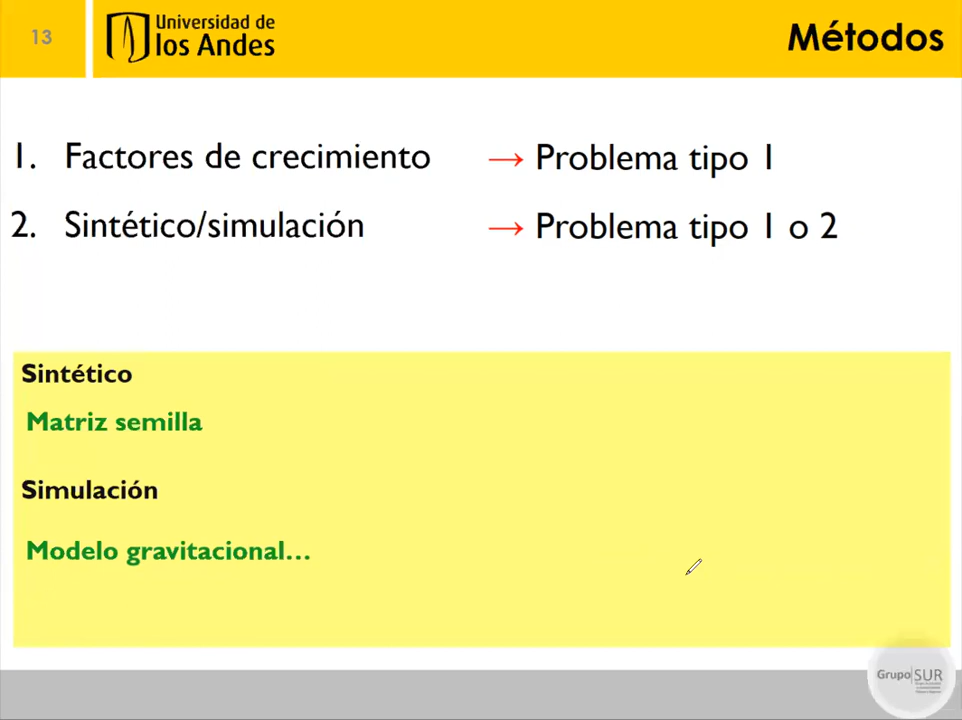 13
Universidad de
los Andes
Métodos
1. Factores de crecimiento → Problema tipo 1
2. Sintético/simulación → Problema tipo 1 o 2
Sintético
Matriz semilla
Simulación
Modelo gravitacional...
Grupo|SUR